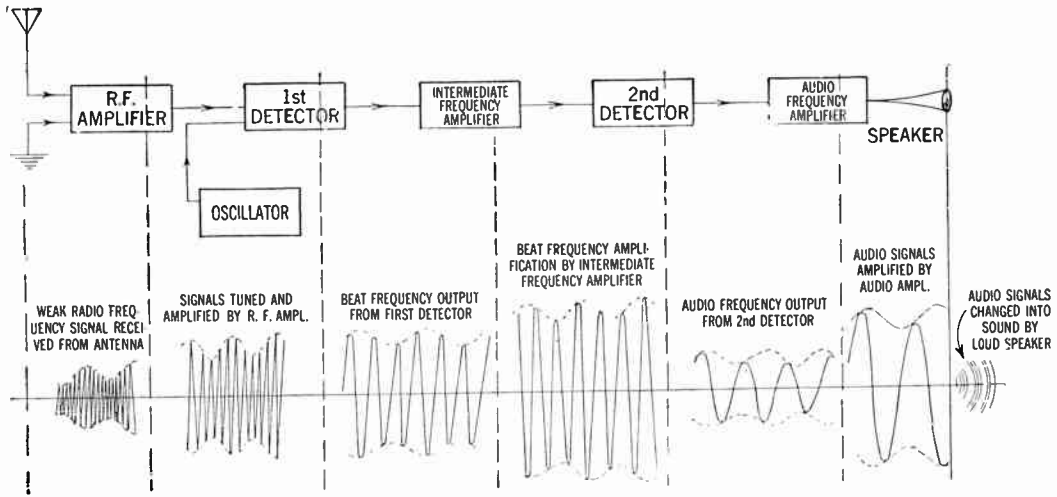 R.F.
AMPLIFIER
1st
DETECTOR
INTERMEDIATE
FREQUENCY
AMPLIFIER
2nd
DETECTOR
AUDIO
FREQUENCY
AMPLIFIER
SPEAKER
OSCILLATOR
WEAK RADIO FREQ-
UENCY SIGNAL RECEI-
VED FROM ANTENNA
SIGNALS TUNED AND
AMPLIFIED BY R. F. AMPL.
BEAT FREQUENCY OUTPUT
FROM FIRST DETECTOR
BEAT FREQUENCY AMPLI-
FICATION BY INTERMEDIATE
FREQUENCY AMPLIFIER
AUDIO FREQUENCY OUTPUT
FROM 2nd DETECTOR
AUDIO SIGNALS
AMPLIFIED BY
AUDIO AMPL.
AUDIO SIGNALS
CHANGED INTO
SOUND BY
LOUD SPEAKER